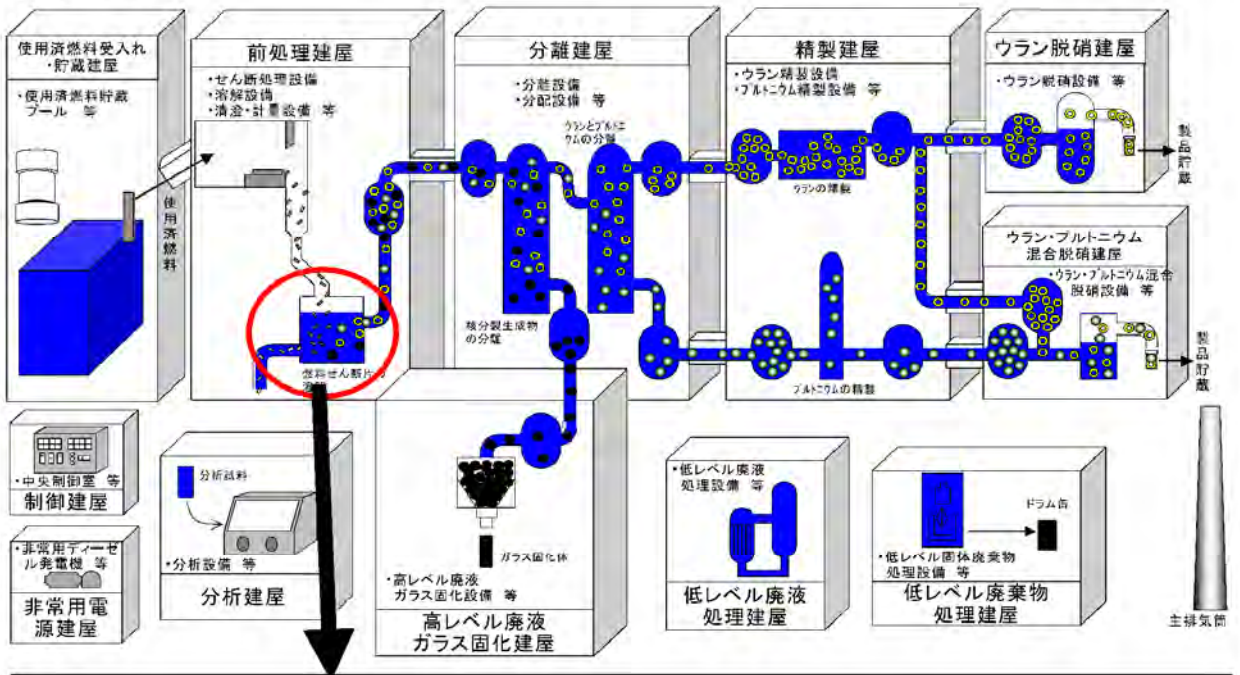 使用済燃料受入れ
・貯蔵建屋
・使用済燃料貯蔵
プール 等
使用済燃料
前処理建屋
・せん断処理設備
・溶解設備
・清澄・計量設備 等
燃料せん断片の
分離建屋
・分離設備
・分配設備 等
ウランとプルトニ
ウムの分離
核分裂生成物
の分離
精製建屋
・ウラン精製設備
・プルトニウム精製設備 等
ウランの精製
プルトニウムの精製
ウラン脱硝建屋
・ウラン脱硝設備 等
製品貯蔵
ウラン・プルトニウム
混合脱硝建屋
・ウラン・プルトニウム混合
脱硝設備 等
製品貯蔵
・中央制御室 等
制御建屋
・非常用ディーゼ
ル発電機 等
非常用電
源建屋
分析試料
・分析設備 等
分析建屋
ガラス固化体
・高レベル廃液
ガラス固化設備 等
高レベル廃液
ガラス固化建屋
・低レベル廃液
処理設備 等
低レベル廃液
処理建屋
ドラム缶
・低レベル固体廃棄物
処理設備 等
低レベル廃棄物
処理建屋
主排気筒